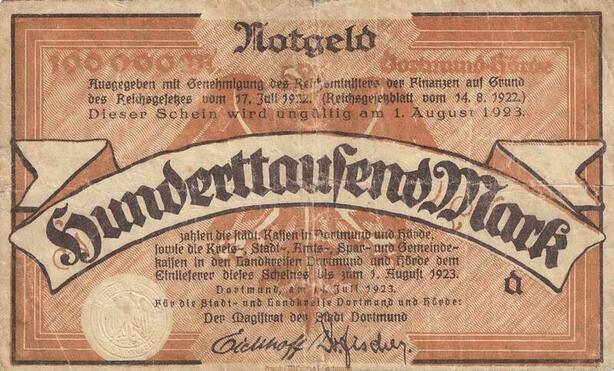 Notgeld
100 000 M. Dortmund-Hörde
Ausgegeben mit Genehmigung des Reichsministers der Finanzen auf Grund
des Reichsgesetzes vom 17. Juli 1922. (Reichsgesetzblatt vom 14. 8. 1922.)
Dieser Schein wird ungültig am 1. August 1923.
Hunderttausend Mark
zahlen die städt. Kassen in Dortmund und Hörde,
sowie die Kreis-, Stadt-, Amts-, Spar- und Gemeinde-
kassen in den Landkreisen Dortmund und Hörde dem
Einlieferer dieses Scheines bis zum 1. August 1923.
d
Dortmund, am Juli 1923.
Für die Stadt- und Landkreise Dortmund und Hörde:
Der Magistrat der Stadt Dortmund
Eichhoff